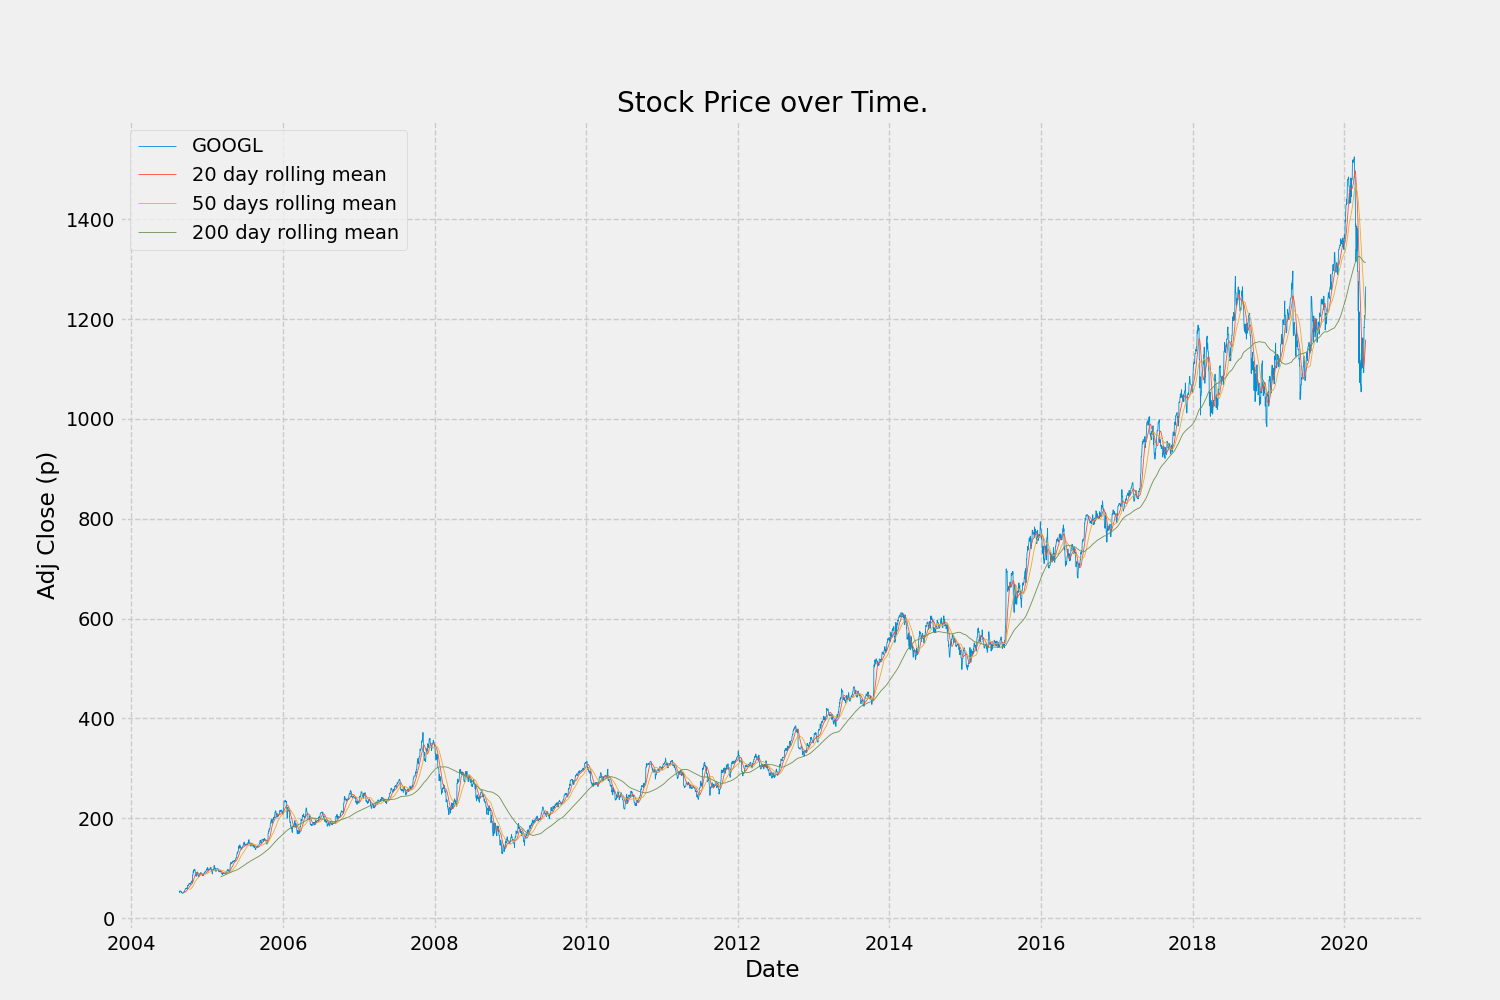 Stock Price over Time.
GOOGL
20 day rolling mean
50 days rolling mean
200 day rolling mean
1400
1200
1000
800
600
400
200
0
Adj Close (p)
2004 2006 2008 2010 2012 2014 2016 2018 2020
Date